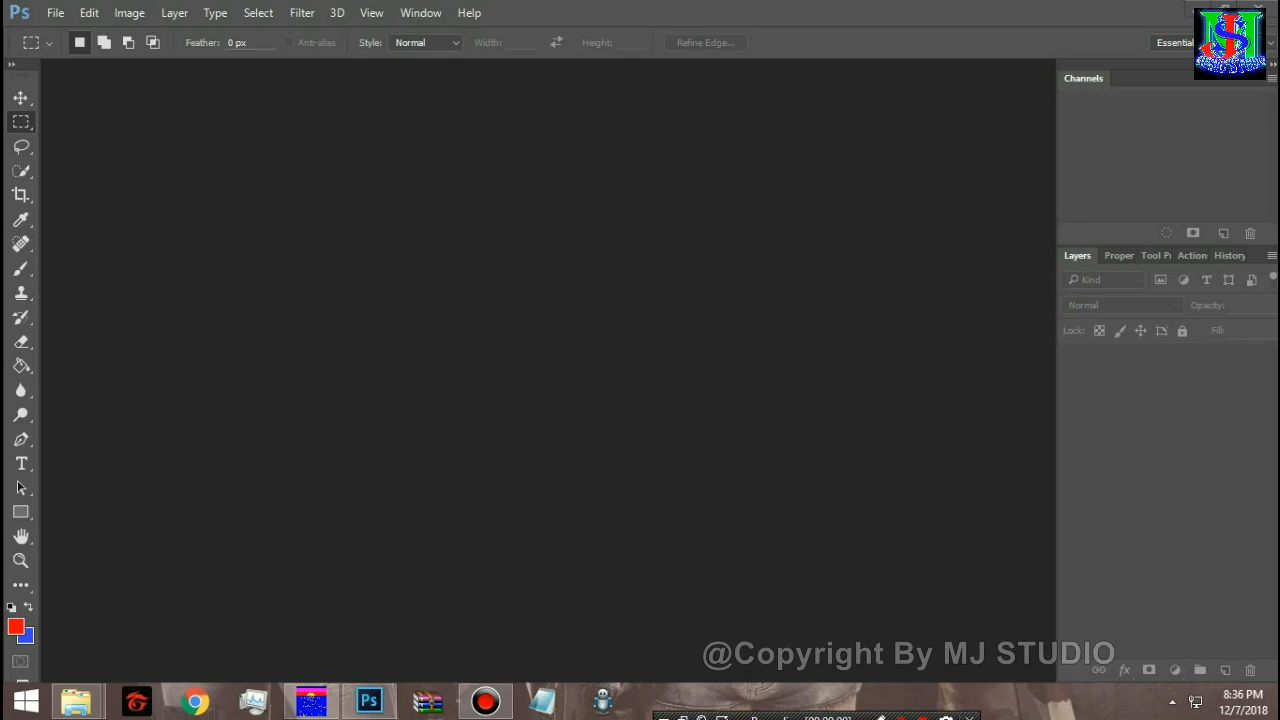 Ps File Edit Image Layer Type Select Filter 3D View Window Help
Feather: 0 px Anti-alias Style: Normal Width: Height: Refine Edge... Essential
Channels
Layers Proper Tool Pr Action History
Kind
Normal Opacity:
Lock: Fill:
@Copyright By MJ STUDIO
Ps
8:36 PM
12/7/2018